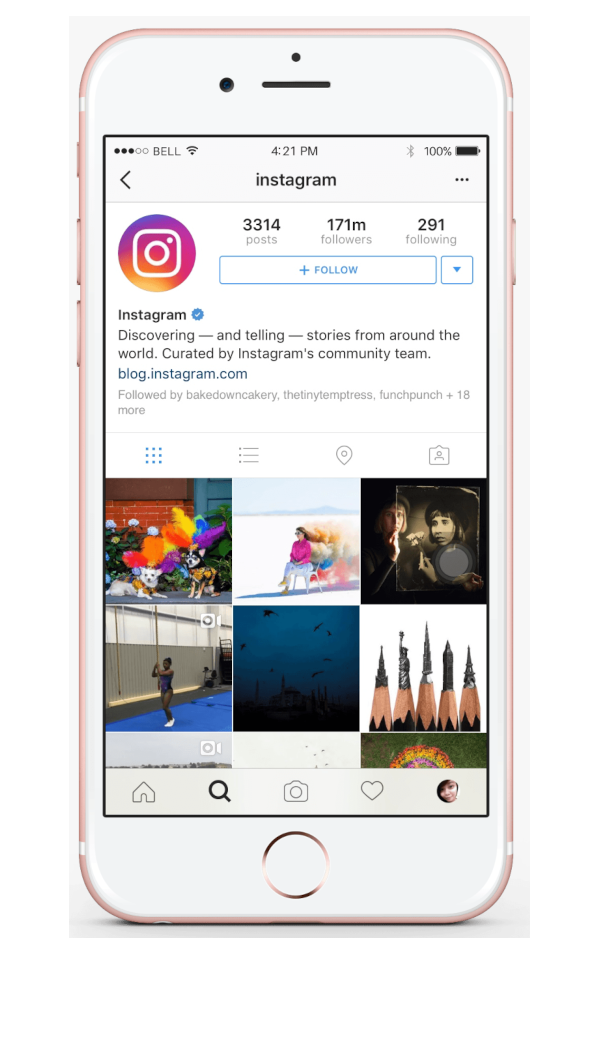 BELL 4:21 PM 100%
instagram
3314 171m 291
posts followers following
+ FOLLOW
Instagram
Discovering — and telling — stories from around the
world. Curated by Instagram's community team.
blog.instagram.com
Followed by bakedowncakery, thetinytemptress, funchpunch + 18
more